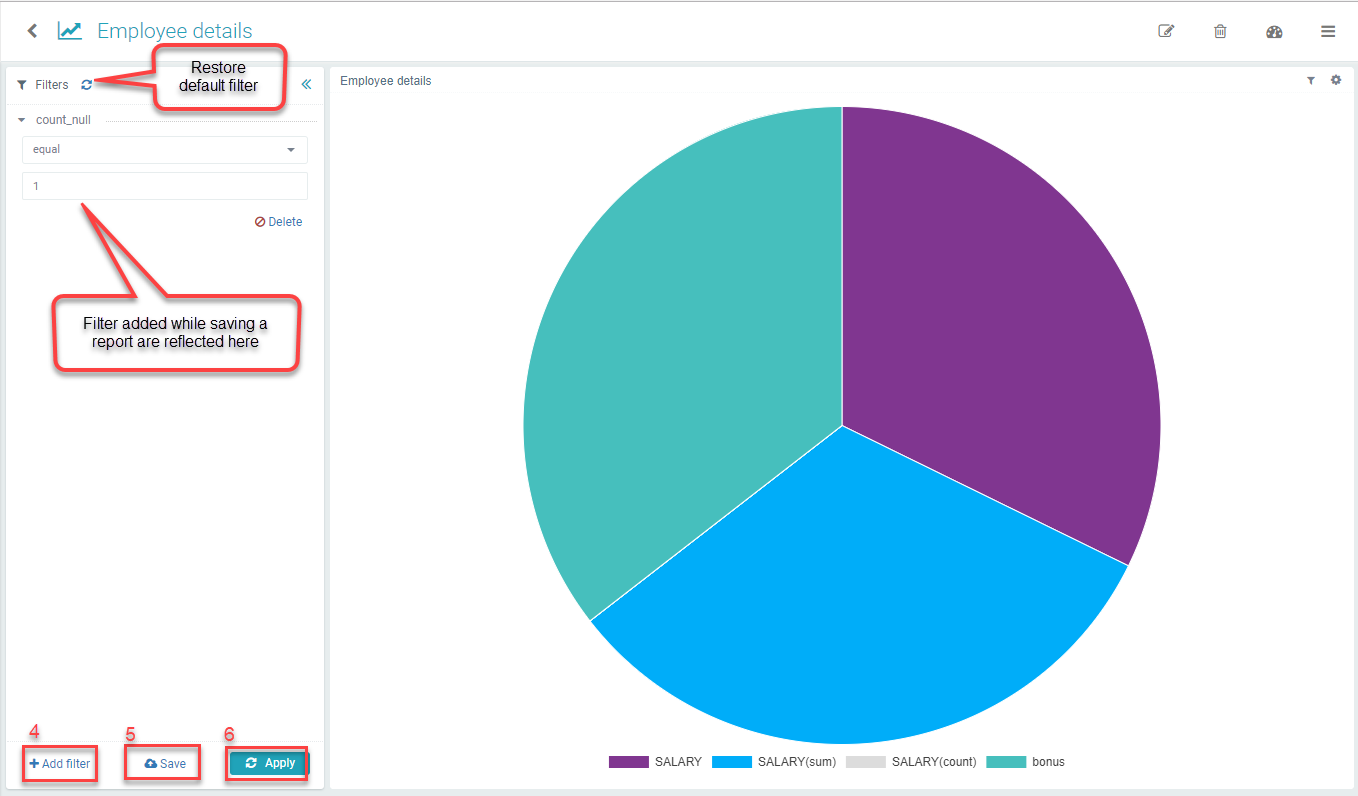 Employee details
Restore
default filter
Filters
Employee details
count_null
equal
1
Delete
Filter added while saving a
report are reflected here
4
5
6
Add filter
Save
Apply
SALARY
SALARY(sum)
SALARY(count)
bonus